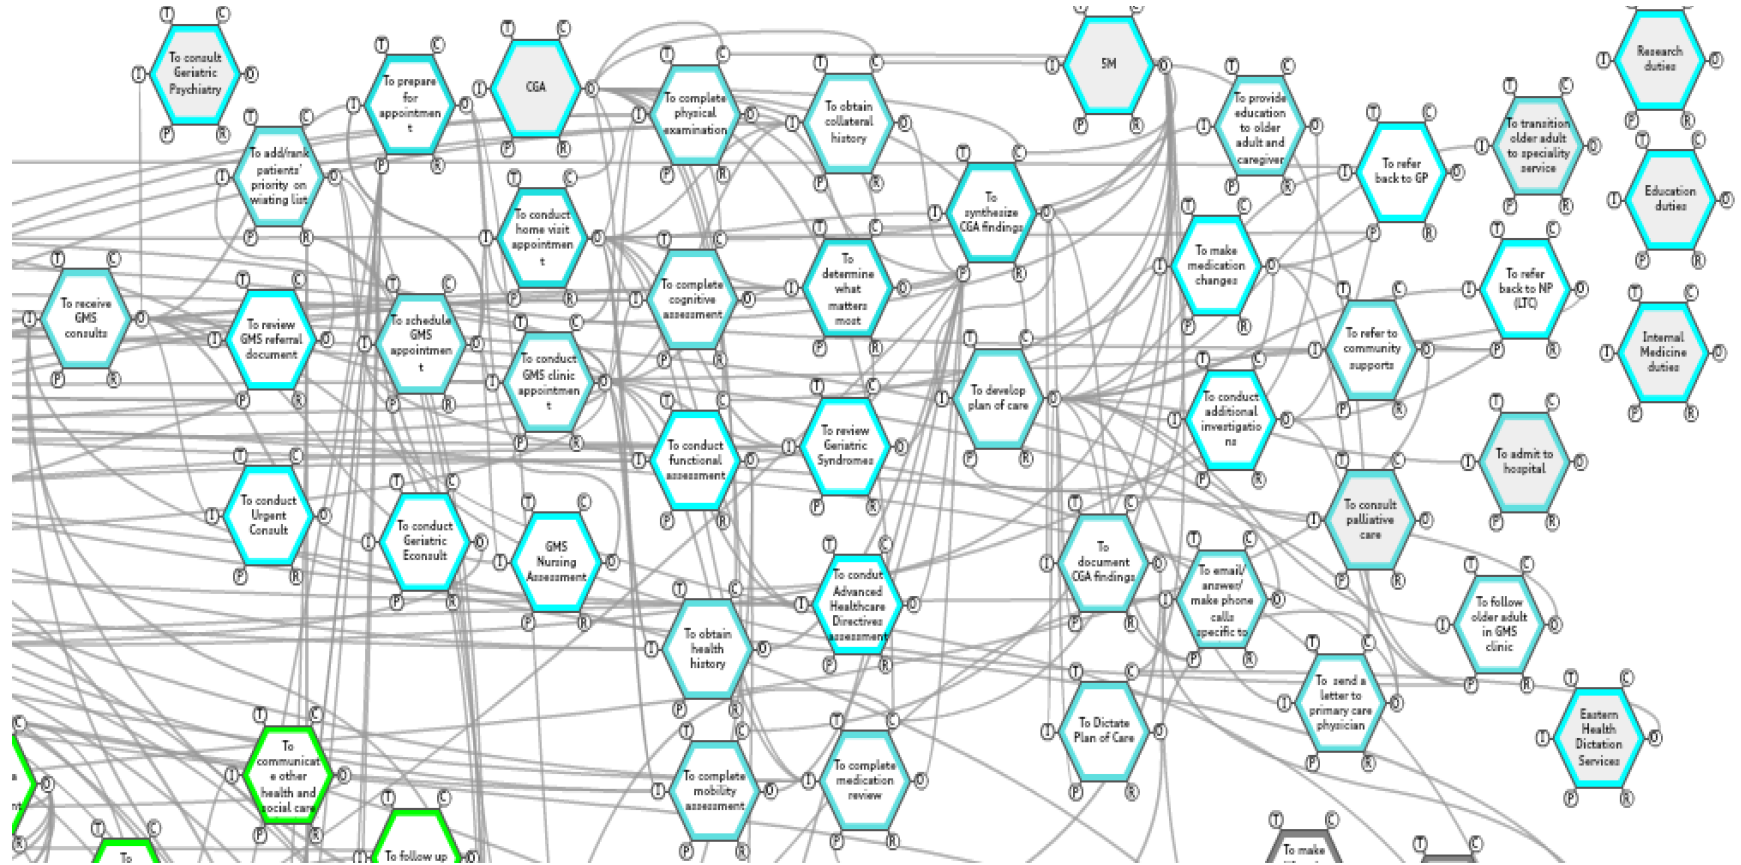 To consult
Geriatric
Psychiatry
To prepare
for
appointmen
t
CGA
To complete
physical
examination
To obtain
collateral
history
5M
To provide
education
to older
adult and
caregiver
To refer
back to GP
To transition
older adult
to speciality
service
Research
duties
To add/rank
patients'
priority on
wiating list
To conduct
home visit
appointmen
t
To
synthesize
CGA findings
Education
duties
To receive
GMS
consults
To review
GMS referral
document
To schedule
GMS
appointmen
t
To conduct
GMS clinic
appointmen
t
To complete
cognitive
assessment
To
determine
what
matters
most
To make
medication
changes
To refer to
community
supports
To refer
back to NP
(LTC)
Internal
Medicine
duties
To develop
plan of care
To conduct
additional
investigatio
ns
To conduct
functional
assessment
To review
Geriatric
Syndromes
To admit to
hospital
To conduct
Urgent
Consult
To conduct
Geriatric
Econsult
GMS
Nursing
Assessment
To consult
palliative
care
To
document
CGA findings
To email/
answer/
make phone
calls
specific to
To condut
Advanced
Healthcare
Directives
assessment
To follow
older adult
in GMS
clinic
To obtain
health
history
To send a
letter to
primary care
physician
To Dictate
Plan of Care
Eastern
Health
Dictation
Services
To
communicat
e other
health and
social care
To complete
mobility
assessment
To complete
medication
review
To
To follow up
To make